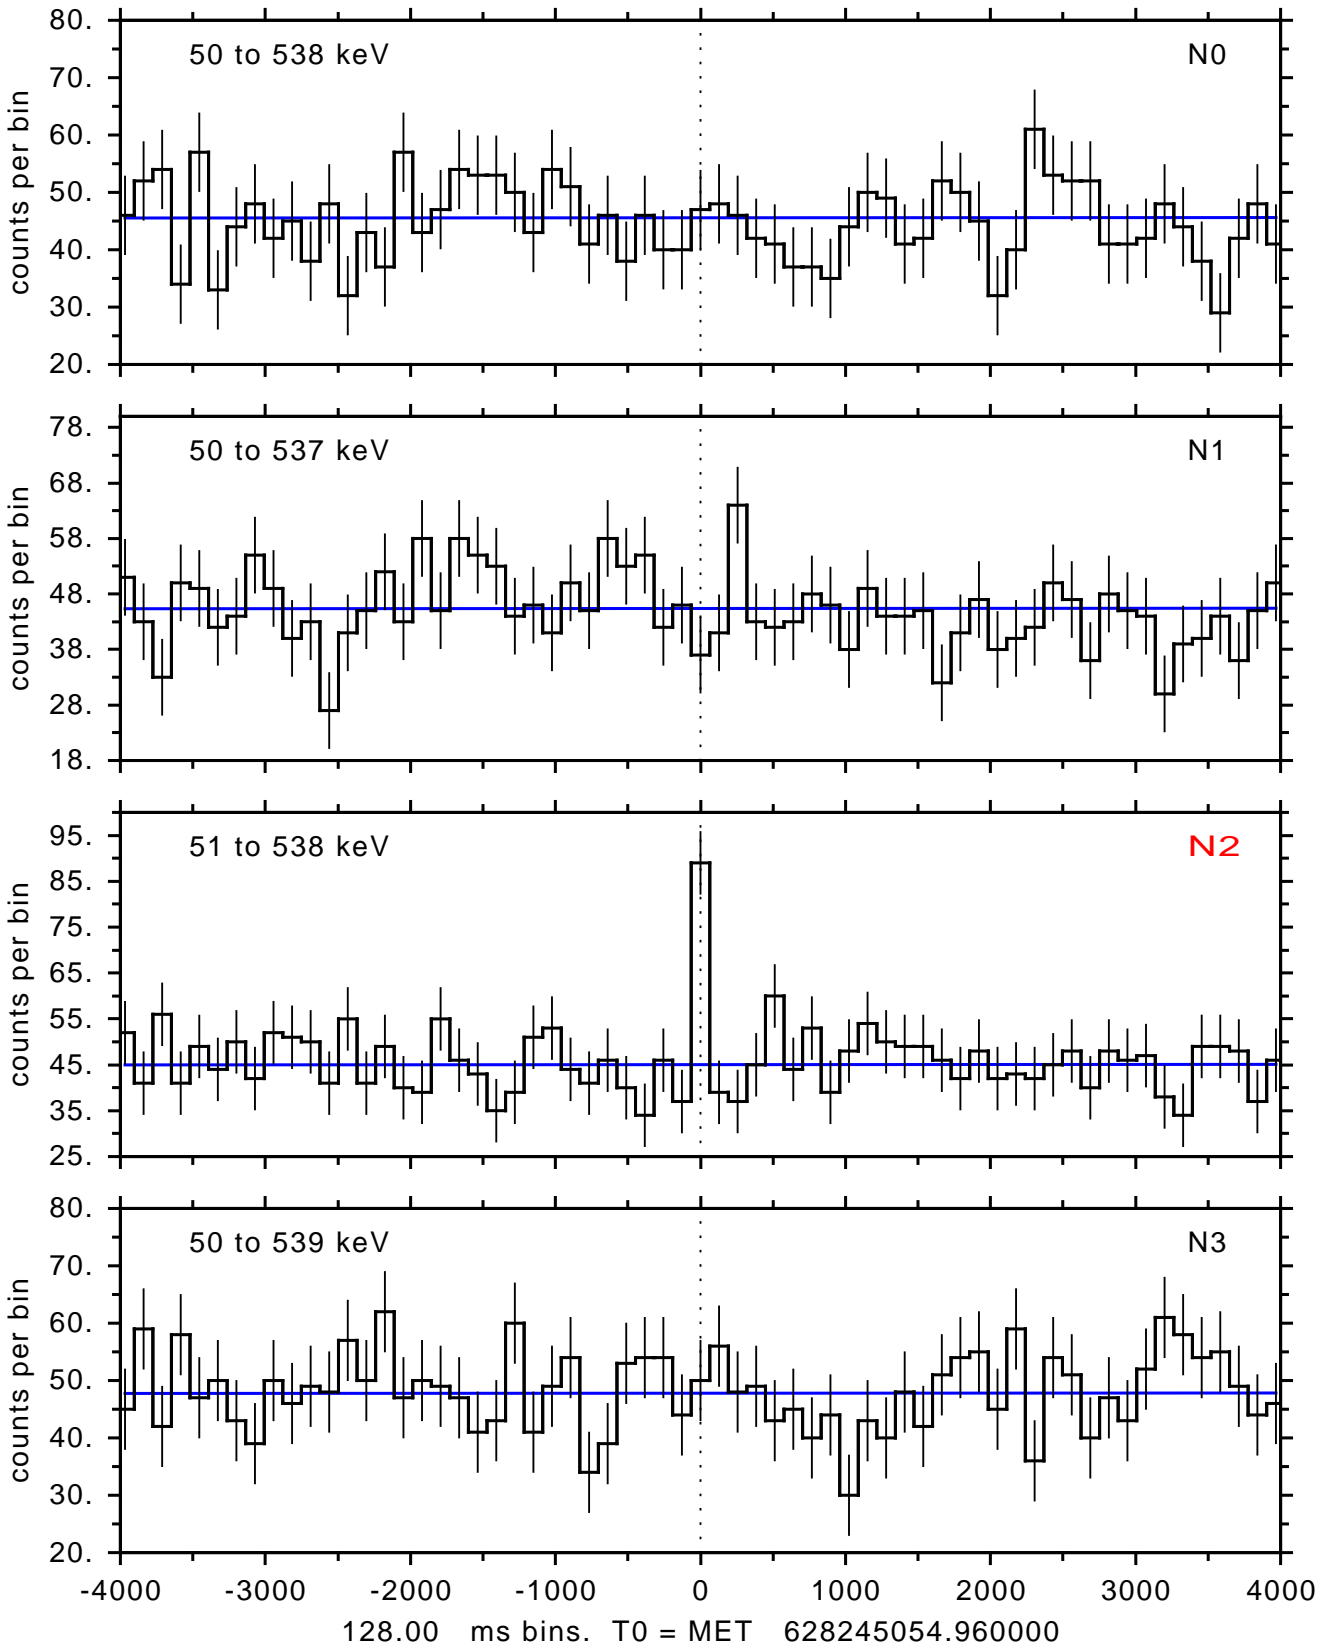 80.
50 to 538 keV N0
70.
60.
50.
40.
30.
20.
counts per bin
78.
50 to 537 keV N1
68.
58.
48.
38.
28.
18.
counts per bin
95.
51 to 538 keV N2
85.
75.
65.
55.
45.
35.
25.
counts per bin
80.
50 to 539 keV N3
70.
60.
50.
40.
30.
20.
counts per bin
-4000 -3000 -2000 -1000 0 1000 2000 3000 4000
128.00 ms bins. T0 = MET 628245054.960000